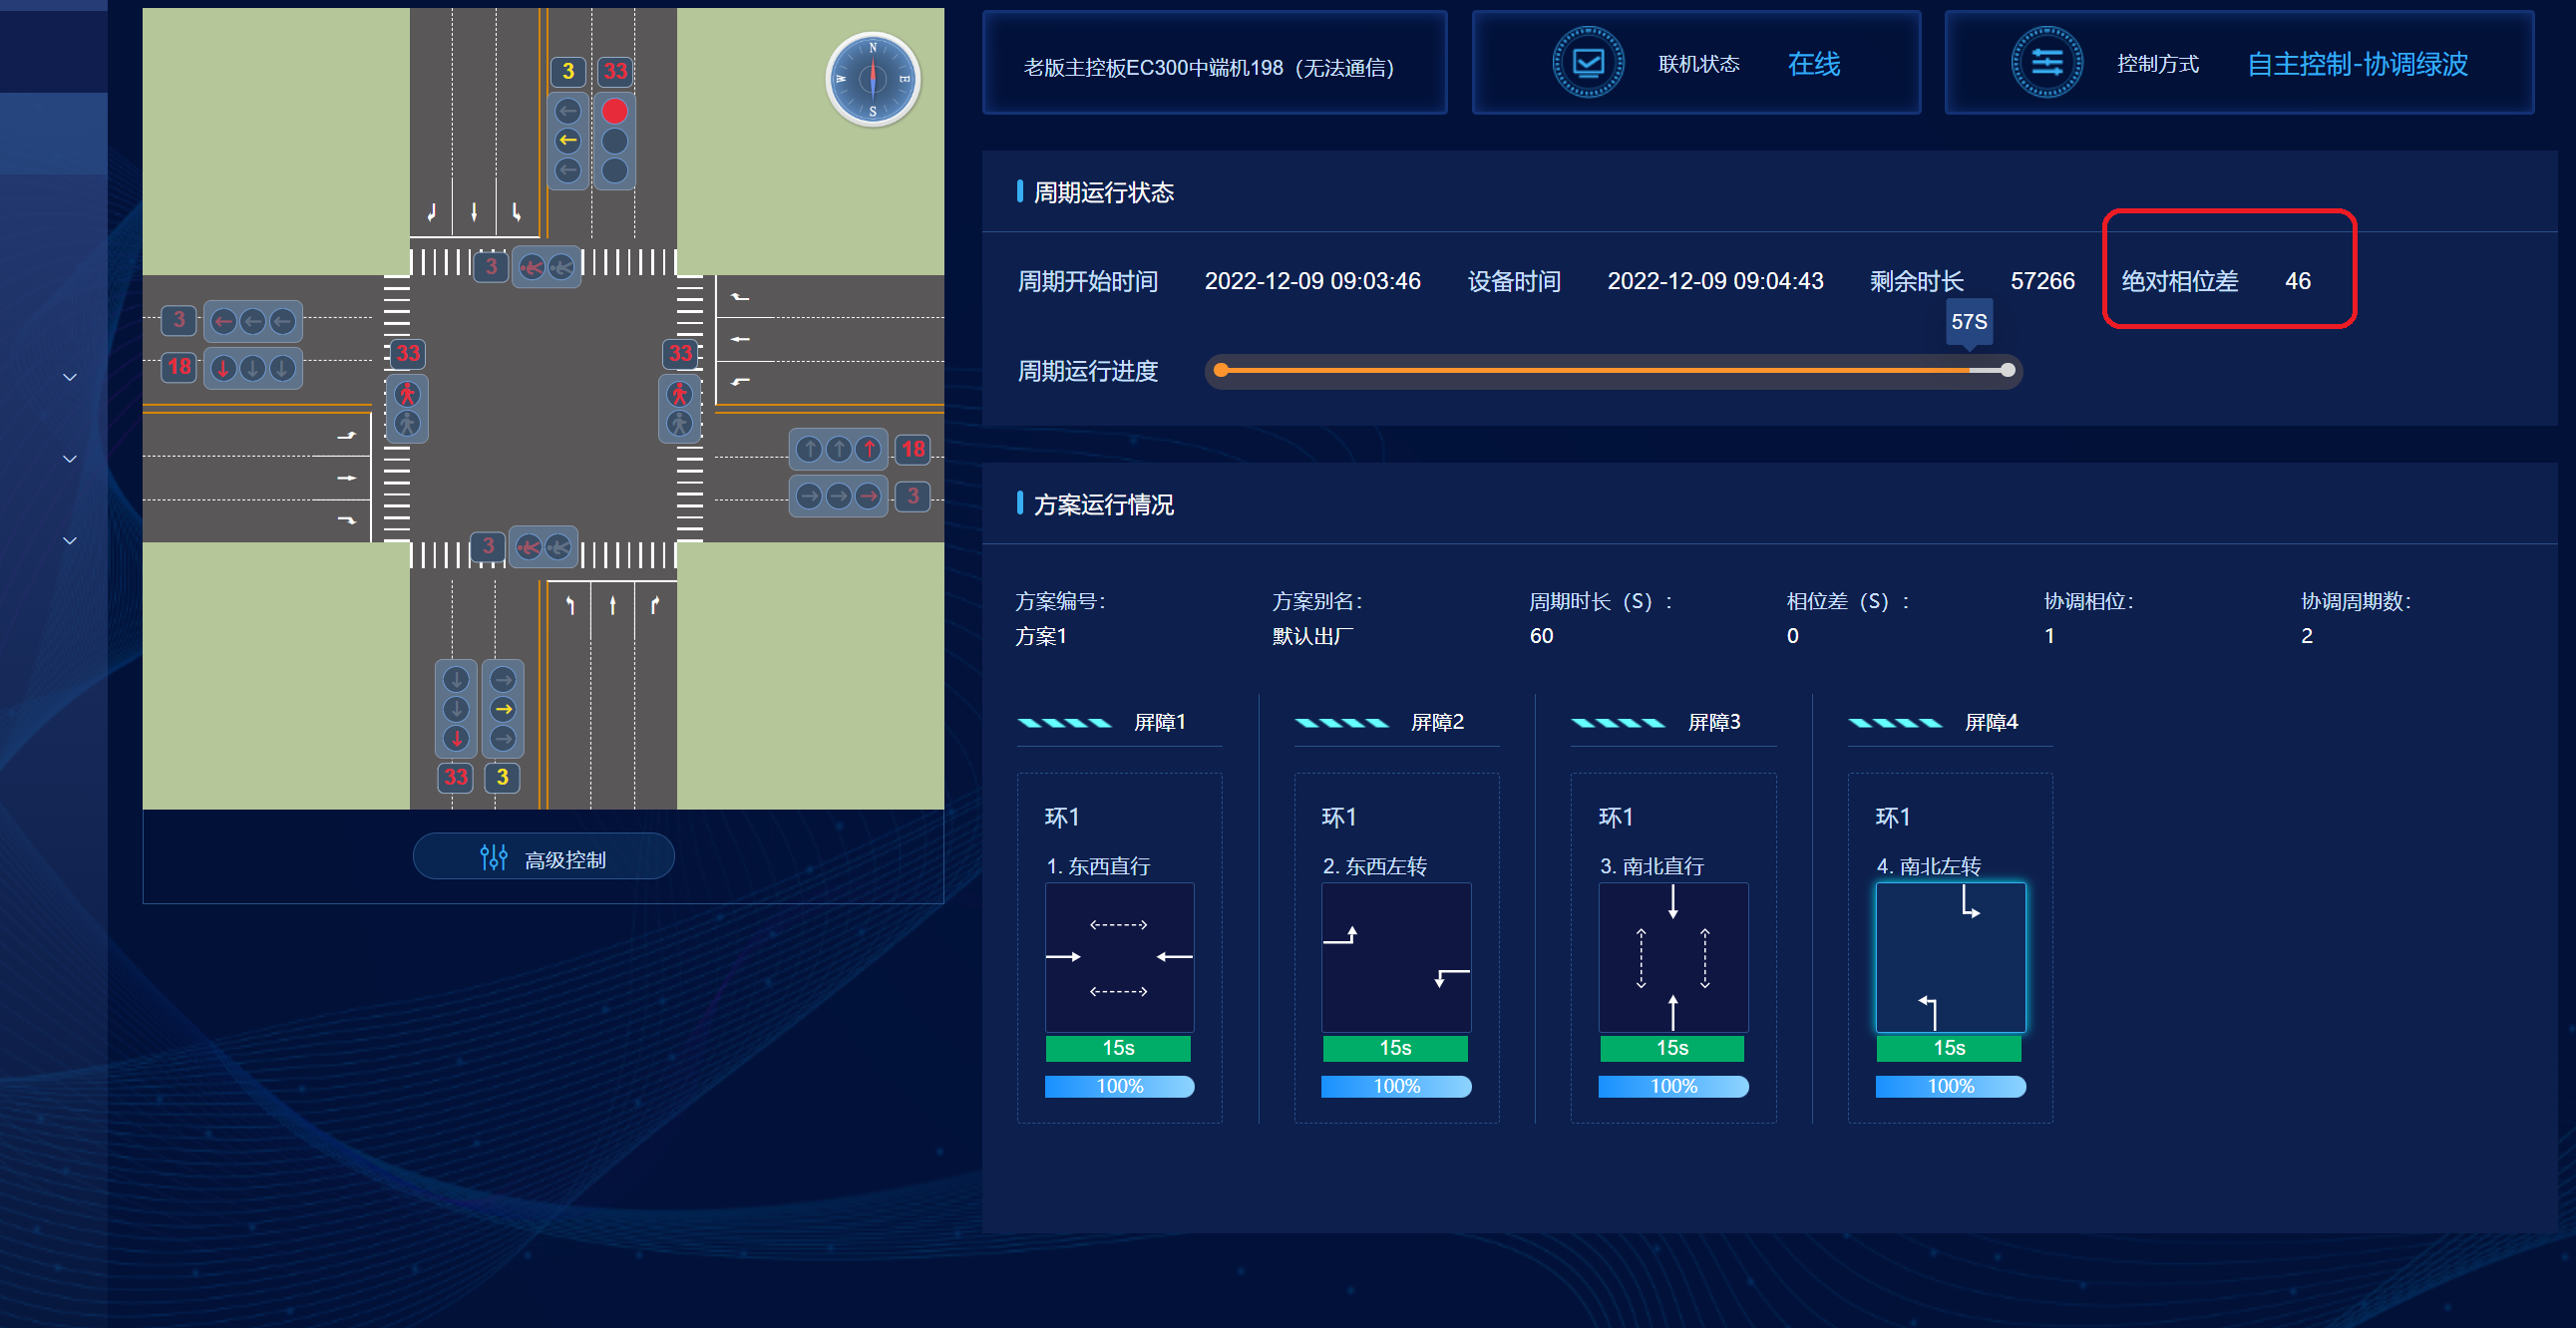 3 33
N
W E
S
3
3
18
33
33
18
3
3
33 3
高级控制
老版主控板EC300中端机198（无法通信）
联机状态 在线
控制方式 自主控制-协调绿波
周期运行状态
周期开始时间 2022-12-09 09:03:46 设备时间 2022-12-09 09:04:43 剩余时长 57266 绝对相位差 46
57S
周期运行进度
方案运行情况
方案编号： 方案别名： 周期时长（S）： 相位差（S）： 协调相位： 协调周期数：
方案1 默认出厂 60 0 1 2
屏障1 屏障2 屏障3 屏障4
环1 环1 环1 环1
1. 东西直行 2. 东西左转 3. 南北直行 4. 南北左转
15s 15s 15s 15s
100% 100% 100% 100%